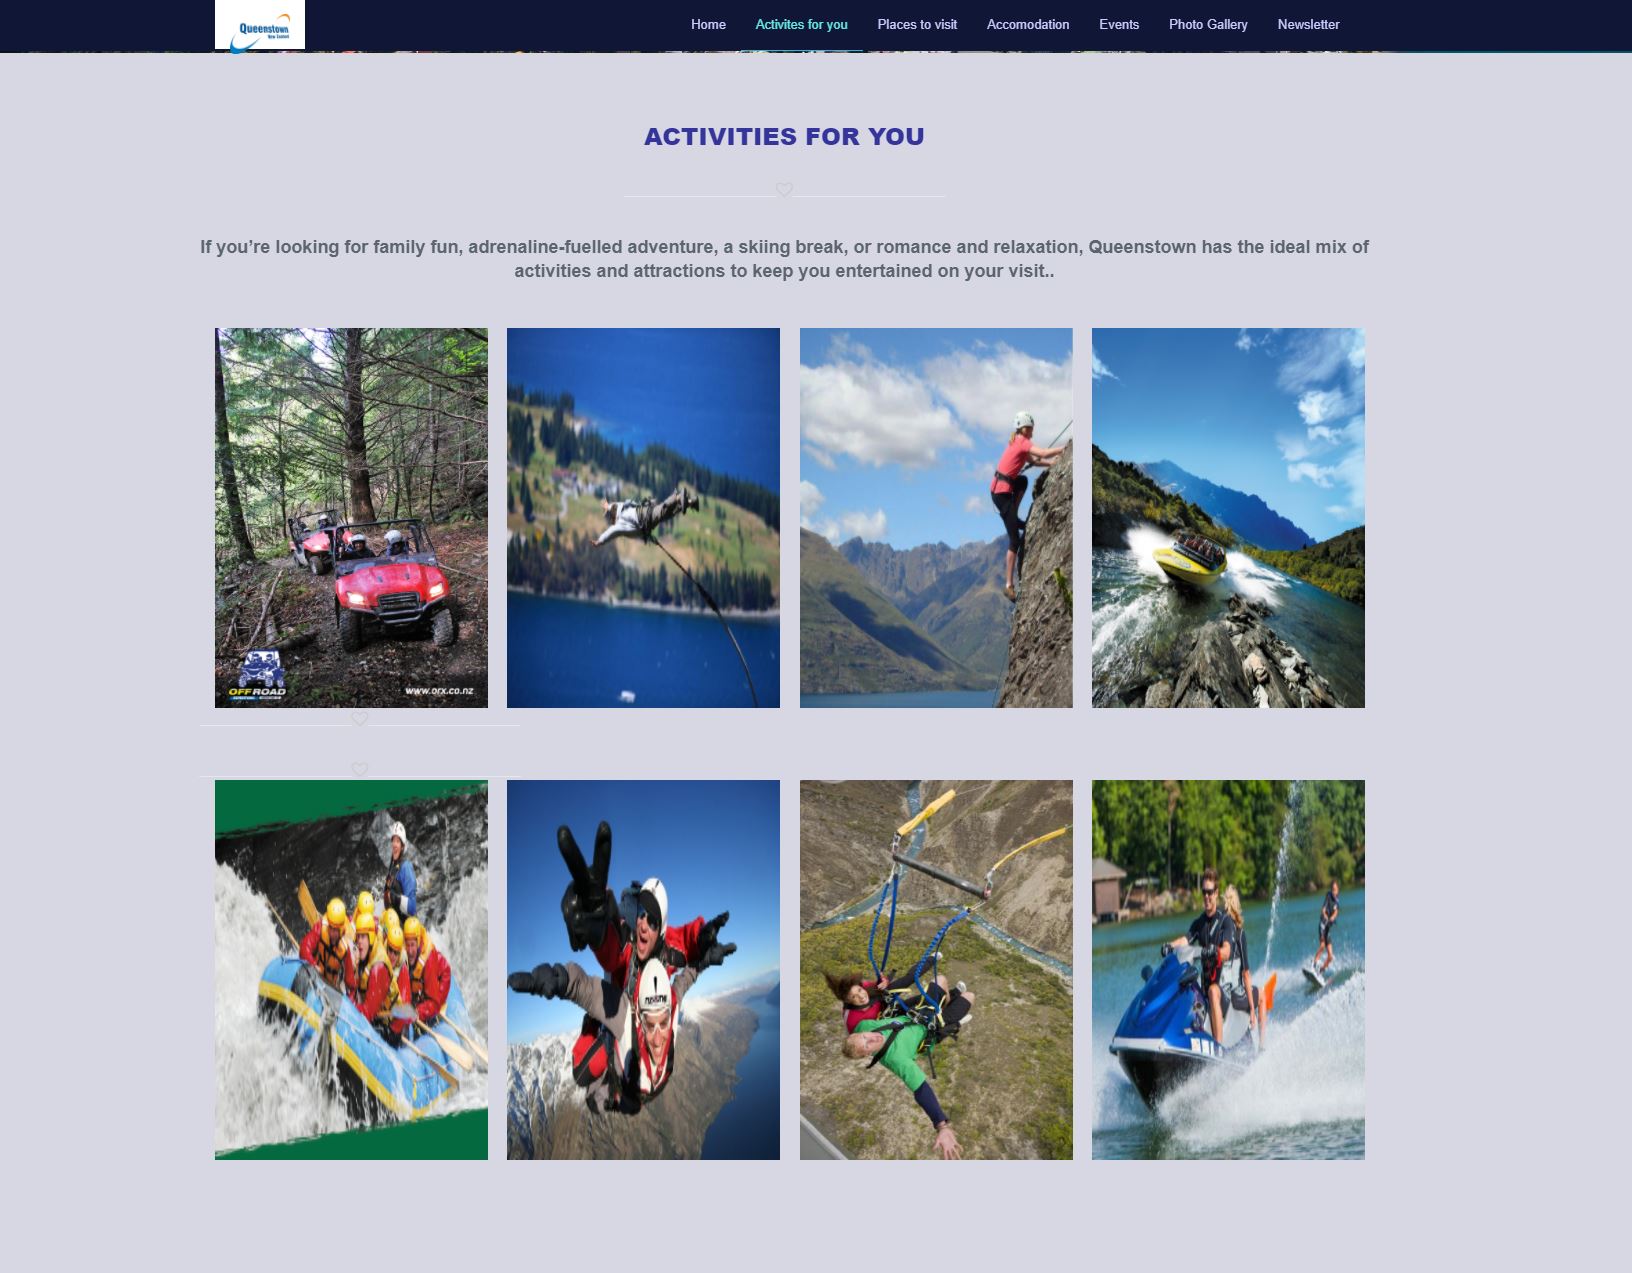 Queenstown
New Zealand
Home
Activites for you
Places to visit
Accomodation
Events
Photo Gallery
Newsletter
ACTIVITIES FOR YOU
If you’re looking for family fun, adrenaline-fuelled adventure, a skiing break, or romance and relaxation, Queenstown has the ideal mix of
activities and attractions to keep you entertained on your visit..
OFF ROAD
www.orx.co.nz